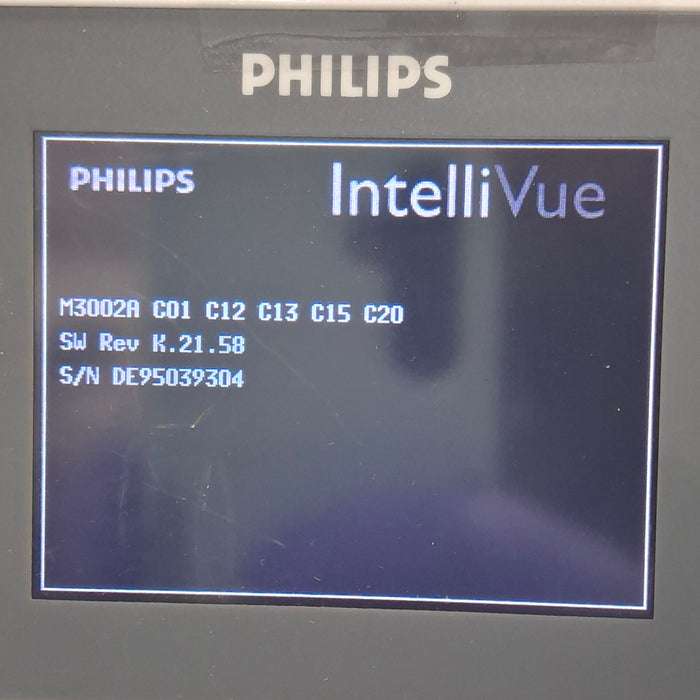 PHILIPS
PHILIPS IntelliVue
M3002A C01 C12 C13 C15 C20
SW Rev K.21.58
S/N DE95039304